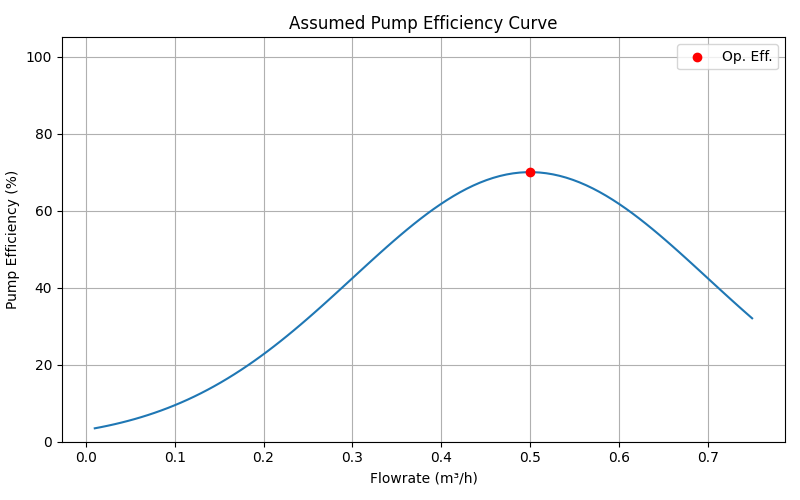 Assumed Pump Efficiency Curve
Op. Eff.
Pump Efficiency (%)
100
80
60
40
20
0
0.0 0.1 0.2 0.3 0.4 0.5 0.6 0.7
Flowrate (m³/h)